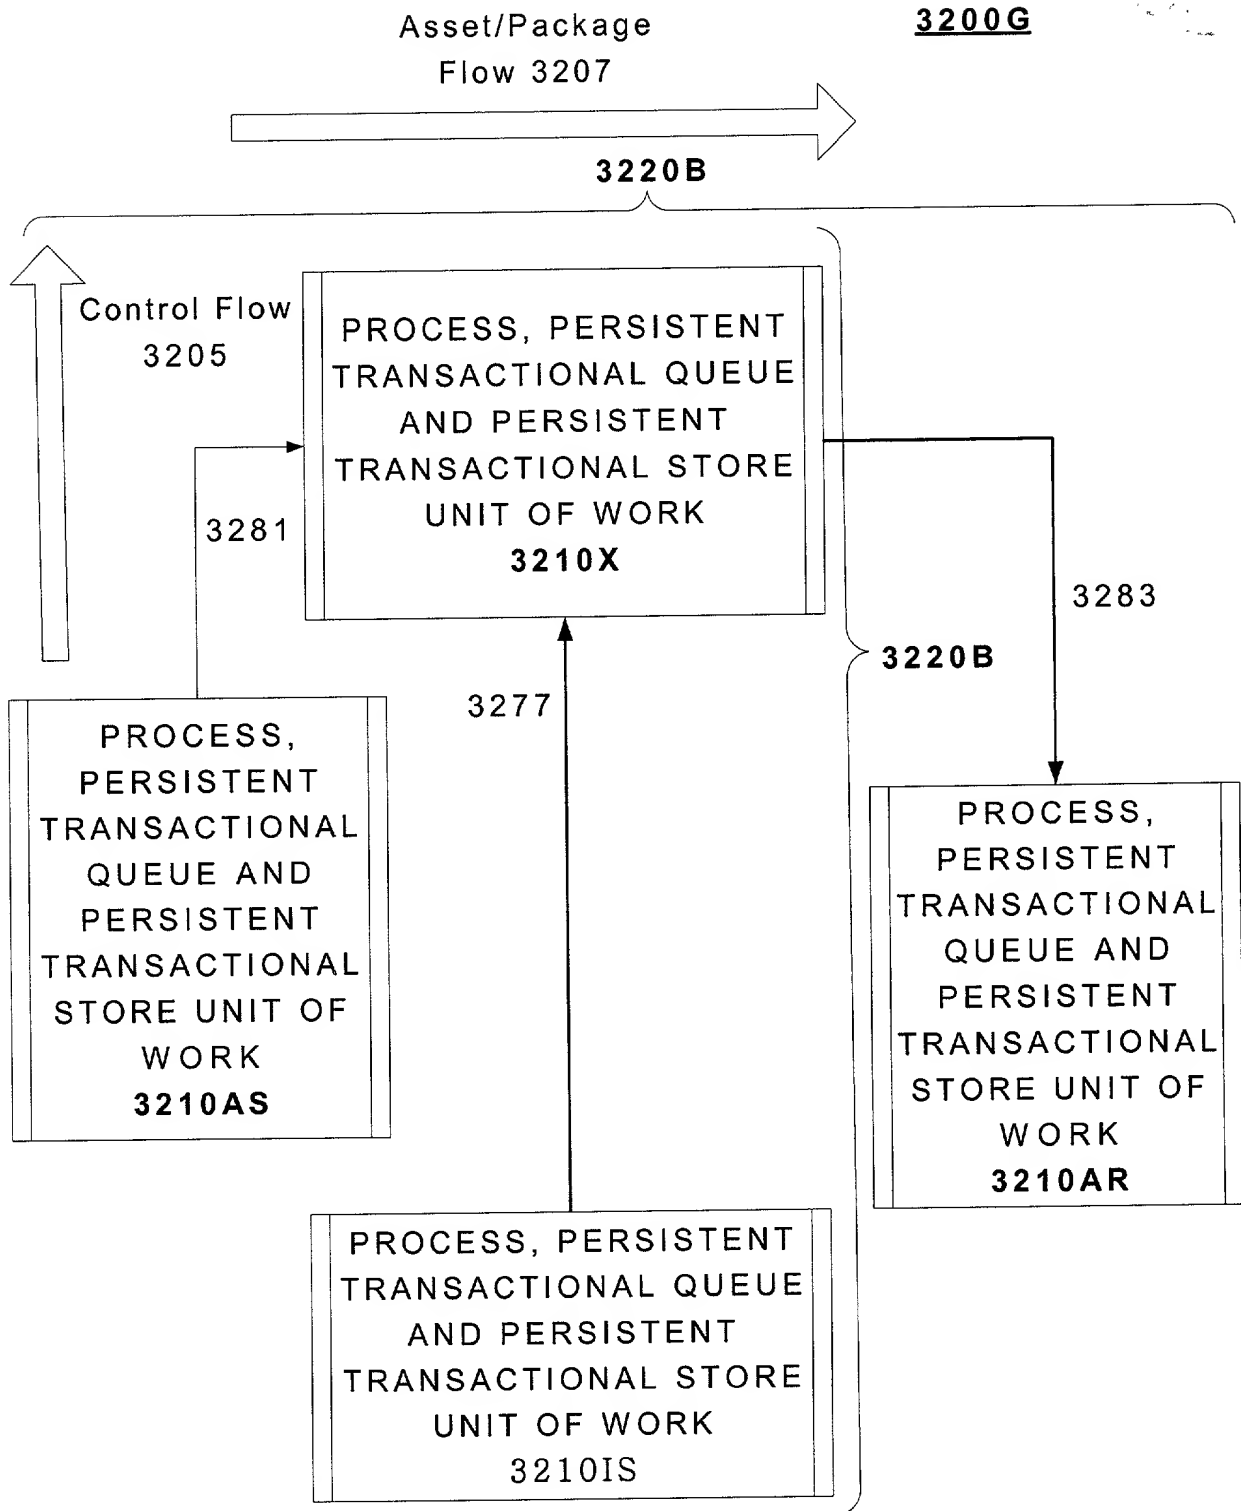 Asset/Package
Flow 3207
3200G
3220B
Control Flow
3205
PROCESS, PERSISTENT
TRANSACTIONAL QUEUE
AND PERSISTENT
TRANSACTIONAL STORE
UNIT OF WORK
3210X
3281
3283
3220B
3277
PROCESS,
PERSISTENT
TRANSACTIONAL
QUEUE AND
PERSISTENT
TRANSACTIONAL
STORE UNIT OF
WORK
3210AS
PROCESS,
PERSISTENT
TRANSACTIONAL
QUEUE AND
PERSISTENT
TRANSACTIONAL
STORE UNIT OF
WORK
3210AR
PROCESS, PERSISTENT
TRANSACTIONAL QUEUE
AND PERSISTENT
TRANSACTIONAL STORE
UNIT OF WORK
3210IS